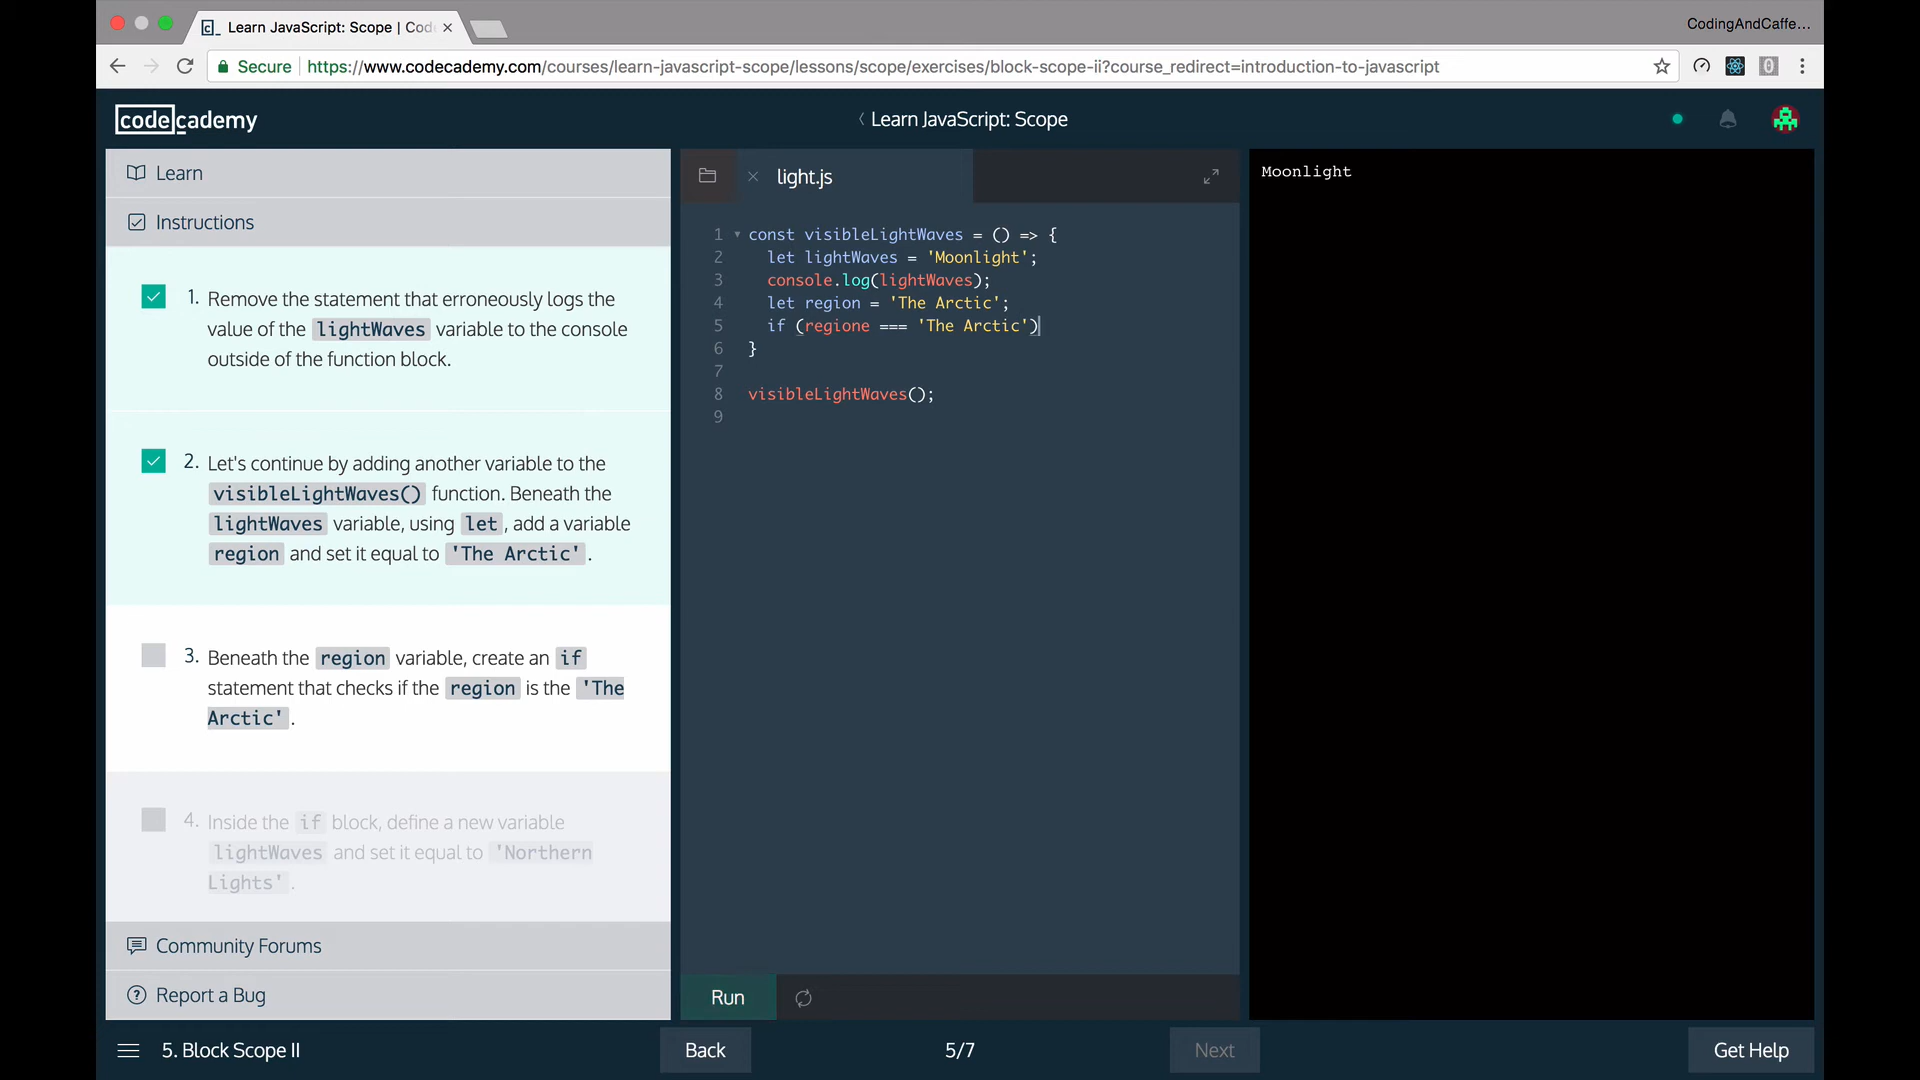 Learn JavaScript: Scope | Cod
CodingAndCaffe...
Secure https://www.codecademy.com/courses/learn-javascript-scope/lessons/scope/exercises/block-scope-ii?course_redirect=introduction-to-javascript
codecademy
Learn JavaScript: Scope
Learn
Instructions
1. Remove the statement that erroneously logs the
value of the lightWaves variable to the console
outside of the function block.
2. Let's continue by adding another variable to the
visibleLightWaves() function. Beneath the
lightWaves variable, using let, add a variable
region and set it equal to 'The Arctic'.
3. Beneath the region variable, create an if
statement that checks if the region is the 'The
Arctic'.
4. Inside the if block, define a new variable
lightWaves and set it equal to 'Northern
Lights'.
Community Forums
Report a Bug
light.js
1 const visibleLightWaves = () => {
2 let lightWaves = 'Moonlight';
3 console.log(lightWaves);
4 let region = 'The Arctic';
5 if (regione === 'The Arctic')
6 }
7
8 visibleLightWaves();
9
Run
Moonlight
5. Block Scope II
Back
5/7
Next
Get Help